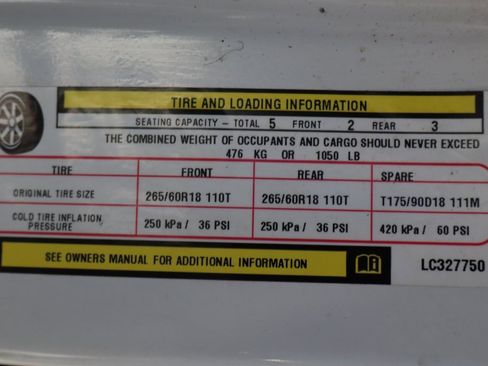 TIRE AND LOADING INFORMATION
SEATING CAPACITY - TOTAL 5 FRONT 2 REAR 3
THE COMBINED WEIGHT OF OCCUPANTS AND CARGO SHOULD NEVER EXCEED
476 KG OR 1050 LB
TIRE FRONT REAR SPARE
ORIGINAL TIRE SIZE 265/60R18 110T 265/60R18 110T T175/90D18 111M
COLD TIRE INFLATION
PRESSURE 250 kPa / 36 PSI 250 kPa / 36 PSI 420 kPa / 60 PSI
SEE OWNERS MANUAL FOR ADDITIONAL INFORMATION i LC327750